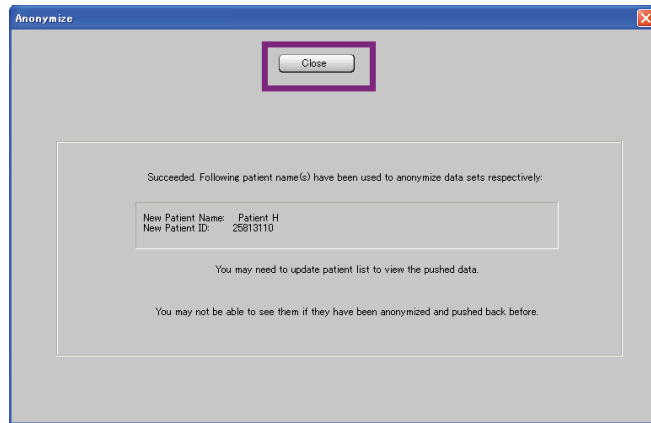 Anonymize
Close
Succeeded. Following patient name(s) have been used to anonymize data sets respectively:
New Patient Name: Patient H
New Patient ID: 25813110
You may need to update patient list to view the pushed data.
You may not be able to see them if they have been anonymized and pushed back before.